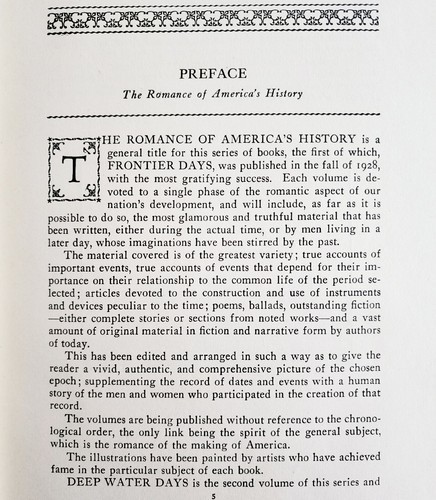 PREFACE
The Romance of America's History
THE ROMANCE OF AMERICA'S HISTORY is a
general title for this series of books, the first of which,
FRONTIER DAYS, was published in the fall of 1928,
with the most gratifying success. Each volume is de-
voted to a single phase of the romantic aspect of our
nation's development, and will include, as far as it is
possible to do so, the most glamorous and truthful material that has
been written, either during the actual time, or by men living in a
later day, whose imaginations have been stirred by the past.
The material covered is of the greatest variety; true accounts of
important events, true accounts of events that depend for their im-
portance on their relationship to the common life of the period se-
lected; articles devoted to the construction and use of instruments
and devices peculiar to the time; poems, ballads, outstanding fiction
—either complete stories or sections from noted works—and a vast
amount of original material in fiction and narrative form by authors
of today.
This has been edited and arranged in such a way as to give the
reader a vivid, authentic, and comprehensive picture of the chosen
epoch; supplementing the record of dates and events with a human
story of the men and women who participated in the creation of that
record.
The volumes are being published without reference to the chrono-
logical order, the only link being the spirit of the general subject,
which is the romance of the making of America.
The illustrations have been painted by artists who have achieved
fame in the particular subject of each book.
DEEP WATER DAYS is the second volume of this series and
5